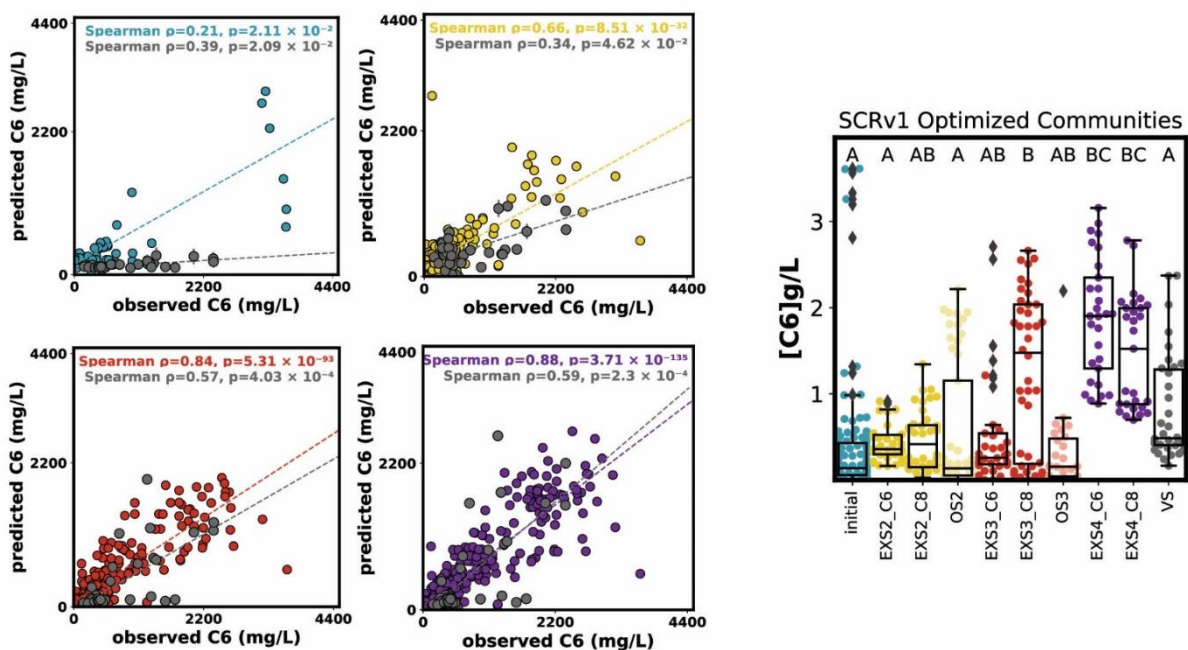 4400
Spearman ρ=0.21, p=2.11 × 10⁻²
Spearman ρ=0.39, p=2.09 × 10⁻²
predicted C6 (mg/L)
2200
0
0 2200 4400
observed C6 (mg/L)
4400
Spearman ρ=0.66, p=8.51 × 10⁻³²
Spearman ρ=0.34, p=4.62 × 10⁻²
predicted C6 (mg/L)
2200
0
0 2200 4400
observed C6 (mg/L)
4400
Spearman ρ=0.84, p=5.31 × 10⁻⁹³
Spearman ρ=0.57, p=4.03 × 10⁻⁴
predicted C6 (mg/L)
2200
0
0 2200 4400
observed C6 (mg/L)
4400
Spearman ρ=0.88, p=3.71 × 10⁻¹³⁵
Spearman ρ=0.59, p=2.3 × 10⁻⁴
predicted C6 (mg/L)
2200
0
0 2200 4400
observed C6 (mg/L)
SCRv1 Optimized Communities
A A AB A AB B AB BC BC A
[C6]g/L
3
2
1
initial
EXS2_C6
EXS2_C8
OS2
EXS3_C6
EXS3_C8
OS3
EXS4_C6
EXS4_C8
VS